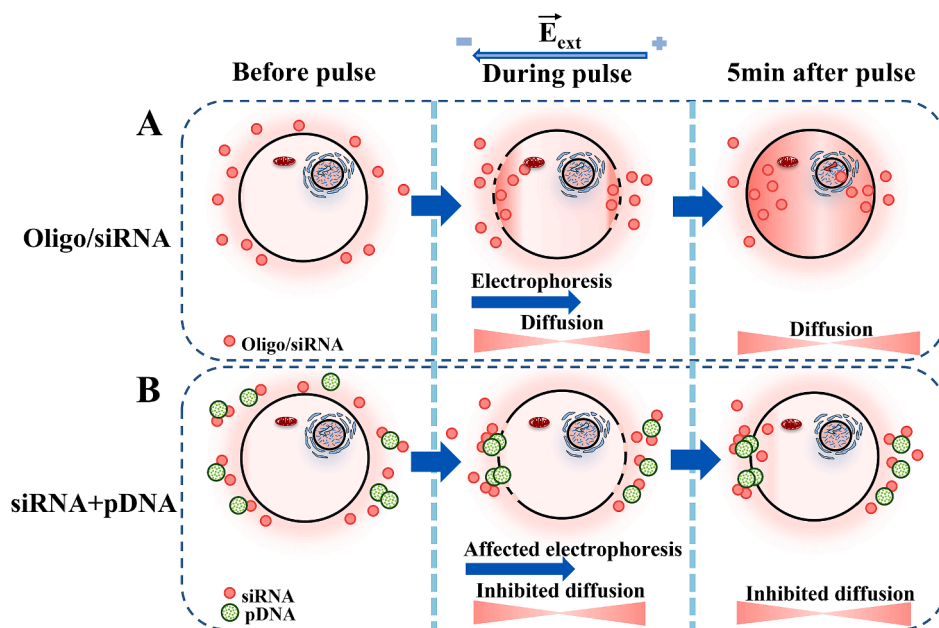 E_ext
− +
Before pulse During pulse 5min after pulse
A
Oligo/siRNA
Electrophoresis
Diffusion
Diffusion
Oligo/siRNA
B
siRNA+pDNA
Affected electrophoresis
Inhibited diffusion
Inhibited diffusion
siRNA
pDNA